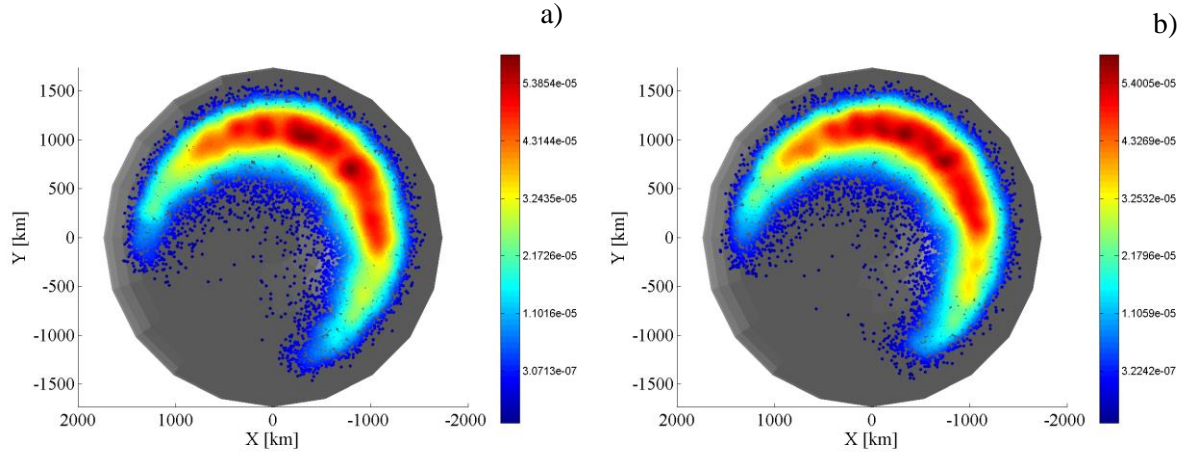 a)
1500
1000
500
0
-500
-1000
-1500
Y [km]
2000 1000 0 -1000 -2000
X [km]
5.3854e-05
4.3144e-05
3.2435e-05
2.1726e-05
1.1016e-05
3.0713e-07
b)
1500
1000
500
0
-500
-1000
-1500
Y [km]
2000 1000 0 -1000 -2000
X [km]
5.4005e-05
4.3269e-05
3.2532e-05
2.1796e-05
1.1059e-05
3.2242e-07